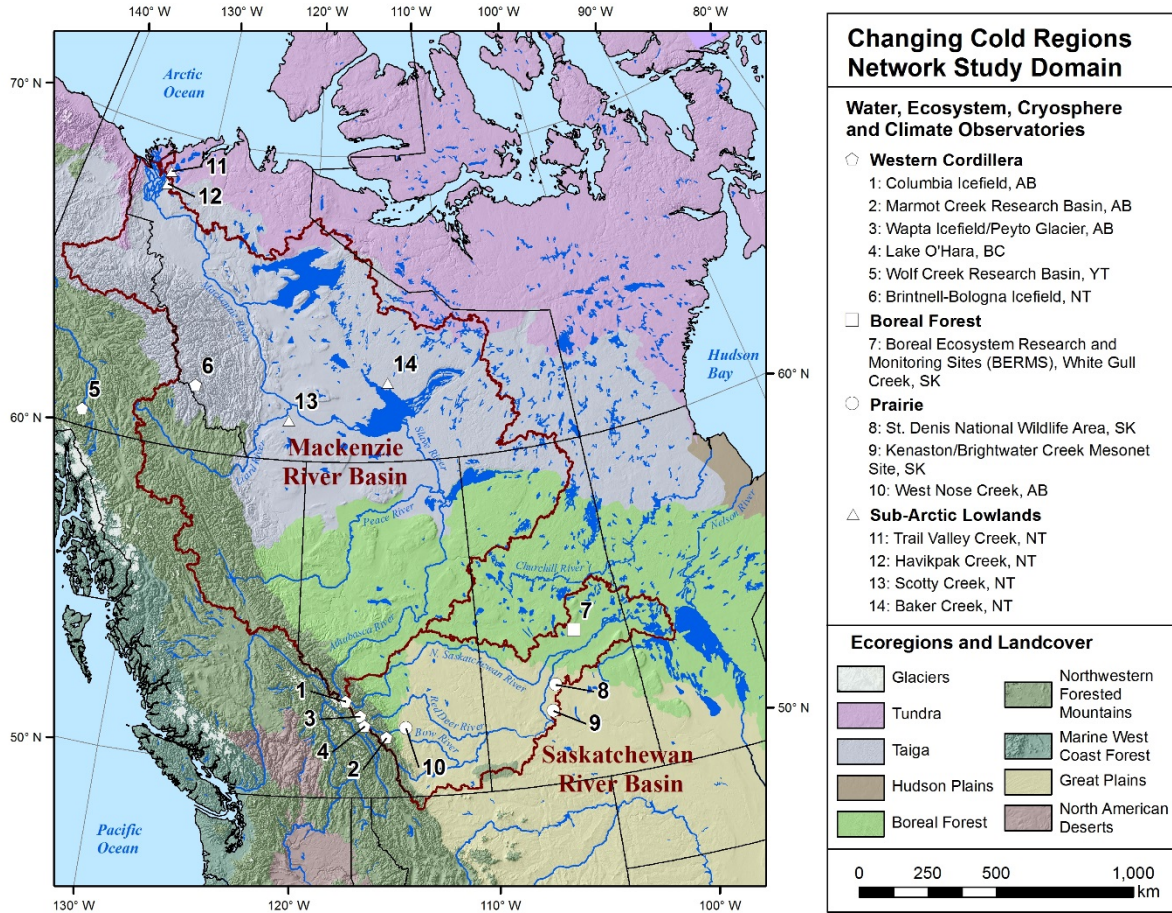 140° W
130° W
120° W
110° W
100° W
90° W
80° W
70° N
60° N
50° N
Arctic
Ocean
11
12
Mackenzie River
6
5
14
13
Hudson
Bay
60° N
Mackenzie
River Basin
Liard River
Slave River
Peace River
Nelson River
Churchill River
7
Athabasca River
N. Saskatchewan River
1
3
4
2
Red Deer River
Bow River
10
8
9
50° N
Saskatchewan
River Basin
Pacific
Ocean
130° W
120° W
110° W
100° W
Changing Cold Regions
Network Study Domain
Water, Ecosystem, Cryosphere
and Climate Observatories
Western Cordillera
1: Columbia Icefield, AB
2: Marmot Creek Research Basin, AB
3: Wapta Icefield/Peyto Glacier, AB
4: Lake O'Hara, BC
5: Wolf Creek Research Basin, YT
6: Brintnell-Bologna Icefield, NT
Boreal Forest
7: Boreal Ecosystem Research and
Monitoring Sites (BERMS), White Gull
Creek, SK
Prairie
8: St. Denis National Wildlife Area, SK
9: Kenaston/Brightwater Creek Mesonet
Site, SK
10: West Nose Creek, AB
Sub-Arctic Lowlands
11: Trail Valley Creek, NT
12: Havikpak Creek, NT
13: Scotty Creek, NT
14: Baker Creek, NT
Ecoregions and Landcover
Glaciers
Tundra
Taiga
Hudson Plains
Boreal Forest
Northwestern
Forested
Mountains
Marine West
Coast Forest
Great Plains
North American
Deserts
0 250 500 1,000
km